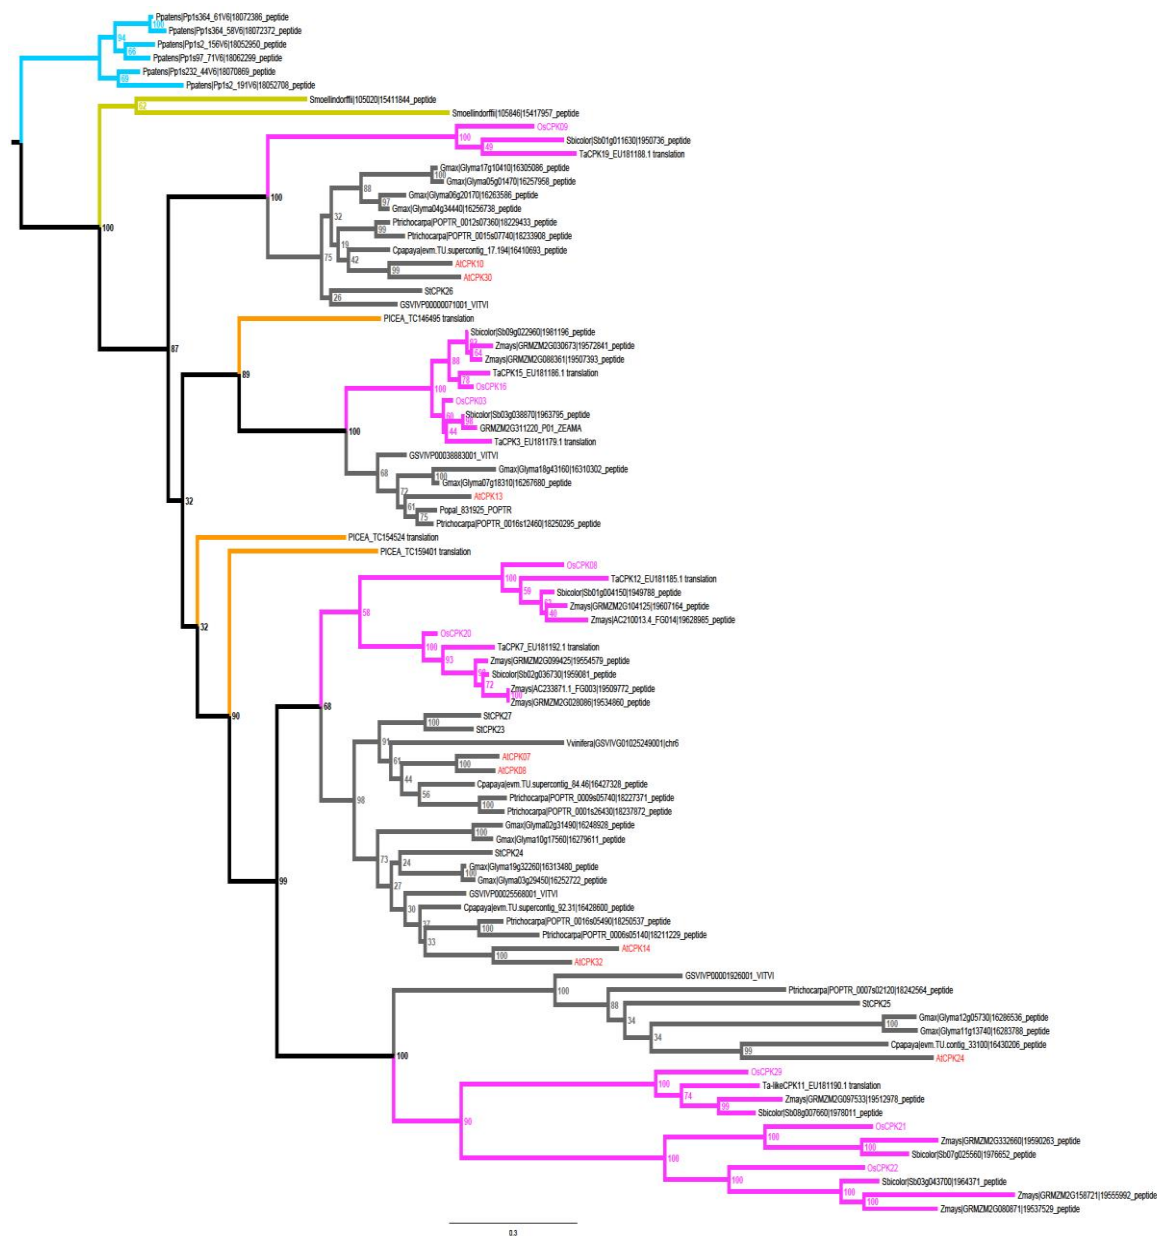 Ppatens|Pp1s364_61V6|18072386_peptide
100
Ppatens|Pp1s364_58V6|18072372_peptide
94
Ppatens|Pp1s2_156V6|18052950_peptide
Ppatens|Pp1s97_71V6|18062299_peptide
Ppatens|Pp1s232_44V6|18070869_peptide
Ppatens|Pp1s2_191V6|18052708_peptide
Smoellindorffii|105020|15411844_peptide
62
Smoellindorffii|105846|15417957_peptide
OsCPK09
100
Sbicolor|Sb01g011630|1950736_peptide
49
TaCPK19_EU181188.1 translation
Gmax|Glyma17g10410|16305086_peptide
100
Gmax|Glyma05g01470|16257958_peptide
88
Gmax|Glyma06g20170|16263586_peptide
97
100
Gmax|Glyma04g34440|16256738_peptide
32
Ptrichocarpa|POPTR_0012s07360|18229433_peptide
100
99
Ptrichocarpa|POPTR_0015s07740|18233908_peptide
19
Cpapaya|evm.TU.supercontig_17.194|16410693_peptide
75
42
AtCPK10
99
AtCPK30
StCPK26
26
GSVIVP00000071001_VITVI
PICEA_TC146495 translation
Sbicolor|Sb09g022960|1981196_peptide
Zmays|GRMZM2G030673|19572841_peptide
87
64
Zmays|GRMZM2G088361|19507393_peptide
88
TaCPK15_EU181186.1 translation
89
78
OsCPK16
100
OsCPK03
Sbicolor|Sb03g038870|1963795_peptide
GRMZM2G311220_P01_ZEAMA
100
44
TaCPK3_EU181179.1 translation
GSVIVP00038883001_VITVI
68
Gmax|Glyma18g43160|16310302_peptide
100
Gmax|Glyma07g18310|16267680_peptide
AtCPK13
32
61
Popal_831925_POPTR
75
Ptrichocarpa|POPTR_0016s12460|18250295_peptide
PICEA_TC154524 translation
PICEA_TC159401 translation
OsCPK08
100
TaCPK12_EU181185.1 translation
59
Sbicolor|Sb01g004150|1949788_peptide
Zmays|GRMZM2G104125|19607164_peptide
58
Zmays|AC210013.4_FG014|19628985_peptide
32
OsCPK20
100
TaCPK7_EU181192.1 translation
93
Zmays|GRMZM2G099425|19554579_peptide
Sbicolor|Sb02g036730|1959081_peptide
72
Zmays|AC233871.1_FG003|19509772_peptide
100
Zmays|GRMZM2G028086|19534860_peptide
68
90
StCPK27
100
StCPK23
91
Vvinifera|GSVIVG01025249001|chr6
61
AtCPK07
100
AtCPK08
44
Cpapaya|evm.TU.supercontig_84.46|16427328_peptide
56
Ptrichocarpa|POPTR_0009s05740|18227371_peptide
98
100
Ptrichocarpa|POPTR_0001s26430|18237872_peptide
Gmax|Glyma02g31490|16248928_peptide
100
Gmax|Glyma10g17560|16279611_peptide
StCPK24
73
24
Gmax|Glyma19g32260|16313480_peptide
100
Gmax|Glyma03g29450|16252722_peptide
99
27
GSVIVP00025568001_VITVI
30
Cpapaya|evm.TU.supercontig_92.31|16428600_peptide
Ptrichocarpa|POPTR_0016s05490|18250537_peptide
100
Ptrichocarpa|POPTR_0006s05140|18211229_peptide
33
AtCPK14
100
AtCPK32
GSVIVP00001926001_VITVI
100
Ptrichocarpa|POPTR_0007s02120|18242564_peptide
88
StCPK25
34
Gmax|Glyma12g05730|16286536_peptide
100
Gmax|Glyma11g13740|16283788_peptide
34
Cpapaya|evm.TU.contig_33100|16430206_peptide
99
AtCPK24
100
OsCPK29
100
Ta-likeCPK11_EU181190.1 translation
74
Zmays|GRMZM2G097533|19512978_peptide
99
Sbicolor|Sb08g007660|1978011_peptide
90
OsCPK21
100
Zmays|GRMZM2G332660|19590263_peptide
100
Sbicolor|Sb07g025560|1976652_peptide
100
OsCPK22
100
Sbicolor|Sb03g043700|1964371_peptide
100
Zmays|GRMZM2G158721|19555992_peptide
100
Zmays|GRMZM2G080871|19537529_peptide
0.3